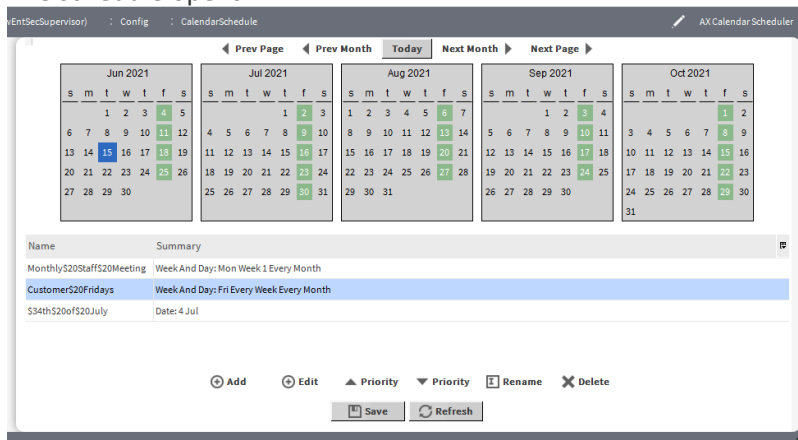 wEntSecSupervisor) : Config : CalendarSchedule AX Calendar Scheduler
Prev Page Prev Month Today Next Month Next Page
Jun 2021
s m t w t f s
1 2 3 4 5
6 7 8 9 10 11 12
13 14 15 16 17 18 19
20 21 22 23 24 25 26
27 28 29 30
Jul 2021
s m t w t f s
1 2 3
4 5 6 7 8 9 10
11 12 13 14 15 16 17
18 19 20 21 22 23 24
25 26 27 28 29 30 31
Aug 2021
s m t w t f s
1 2 3 4 5 6 7
8 9 10 11 12 13 14
15 16 17 18 19 20 21
22 23 24 25 26 27 28
29 30 31
Sep 2021
s m t w t f s
1 2 3 4
5 6 7 8 9 10 11
12 13 14 15 16 17 18
19 20 21 22 23 24 25
26 27 28 29 30
Oct 2021
s m t w t f s
1 2
3 4 5 6 7 8 9
10 11 12 13 14 15 16
17 18 19 20 21 22 23
24 25 26 27 28 29 30
31
Name Summary
Monthly$20Staff$20Meeting Week And Day: Mon Week 1 Every Month
Customer$20Fridays Week And Day: Fri Every Week Every Month
$34th$20of$20July Date: 4 Jul
Add Edit Priority Priority Rename Delete
Save Refresh